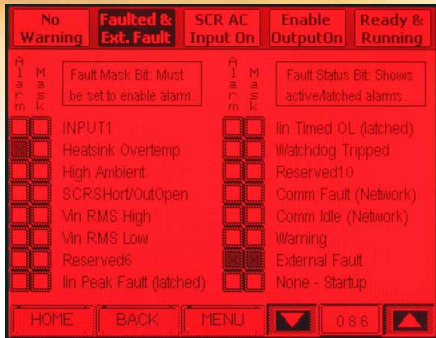 No Warning
Faulted & Ext. Fault
SCR AC Input On
Enable OutputOn
Ready & Running
Alarm
Mask
Fault Mask Bit: Must
be set to enable alarm.
INPUT1
Heatsink Overtemp
High Ambient
SCRSHort/OutOpen
Vin RMS High
Vin RMS Low
Reserved6
Iin Peak Fault (latched)
Alarm
Mask
Fault Status Bit: Shows
active/latched alarms.
Iin Timed OL (latched)
Watchdog Tripped
Reserved10
Comm Fault (Network)
Comm Idle (Network)
Warning
External Fault
None - Startup
HOME
BACK
MENU
086